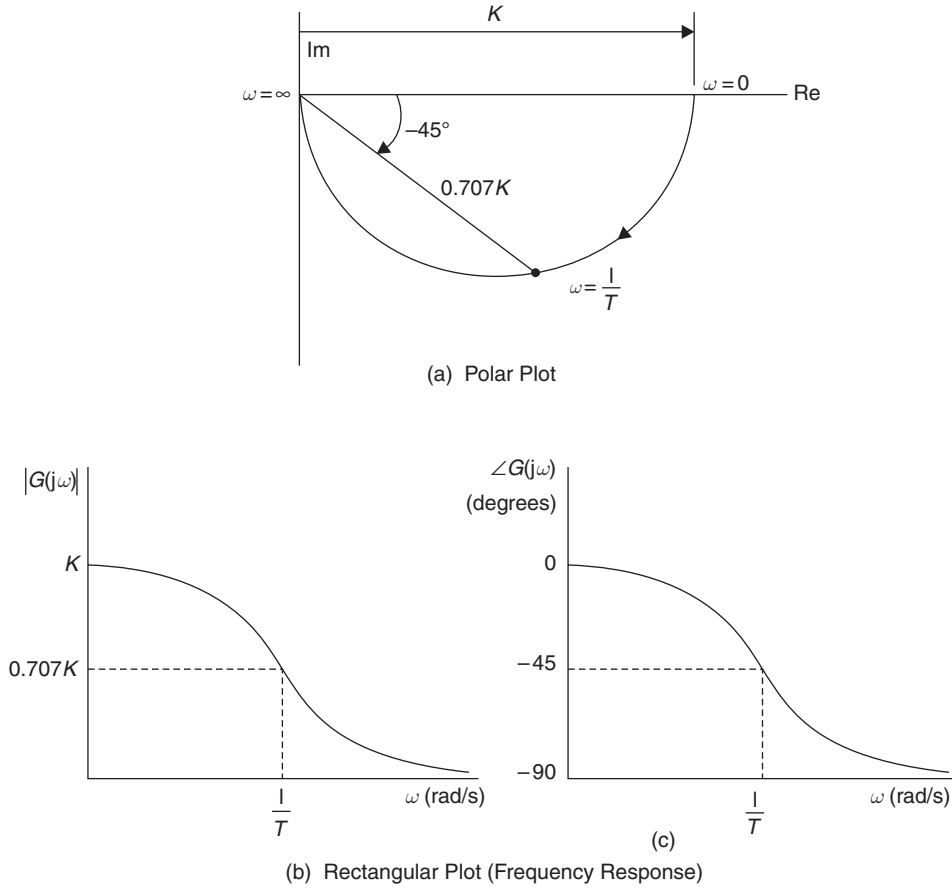 K
Im
ω = ∞
ω = 0
Re
–45°
0.707K
ω = 1/T
(a) Polar Plot
|G(jω)|
K
0.707K
1/T
ω (rad/s)
∠G(jω)
(degrees)
0
–45
–90
1/T
ω (rad/s)
(c)
(b) Rectangular Plot (Frequency Response)